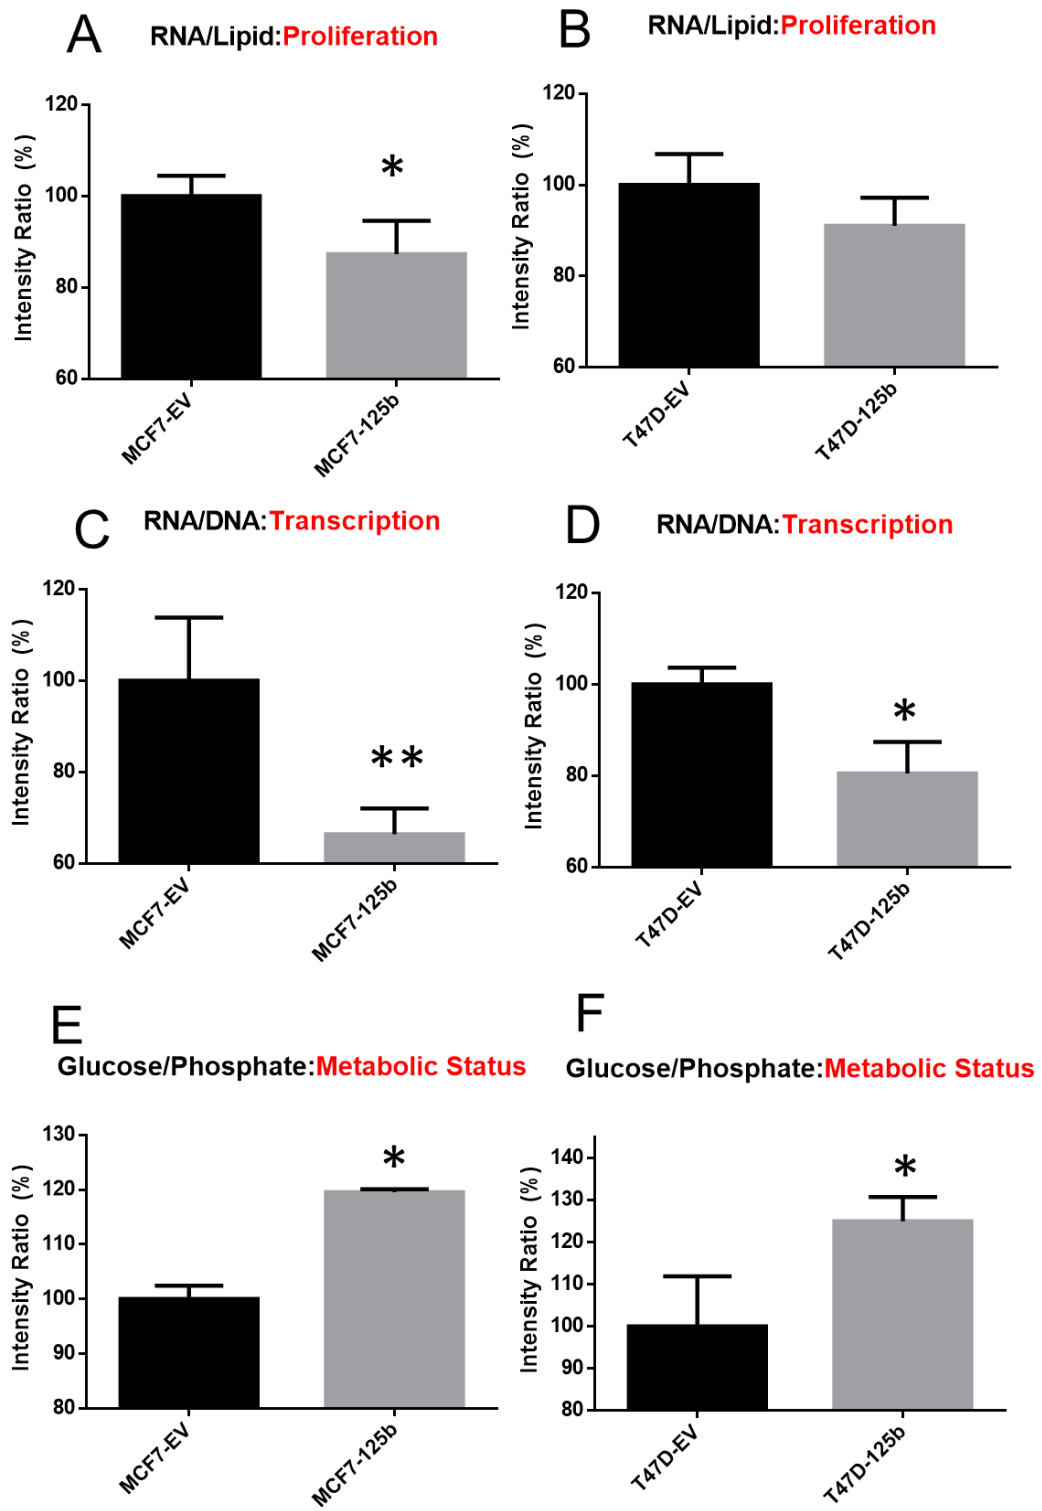 A
RNA/Lipid:Proliferation
Intensity Ratio (%)
120
100
80
60
*
MCF7-EV
MCF7-125b
B
RNA/Lipid:Proliferation
Intensity Ratio (%)
120
100
80
60
T47D-EV
T47D-125b
C
RNA/DNA:Transcription
Intensity Ratio (%)
120
100
80
60
**
MCF7-EV
MCF7-125b
D
RNA/DNA:Transcription
Intensity Ratio (%)
120
100
80
60
*
T47D-EV
T47D-125b
E
Glucose/Phosphate:Metabolic Status
Intensity Ratio (%)
130
120
110
100
90
80
*
MCF7-EV
MCF7-125b
F
Glucose/Phosphate:Metabolic Status
Intensity Ratio (%)
140
130
120
110
100
90
80
*
T47D-EV
T47D-125b